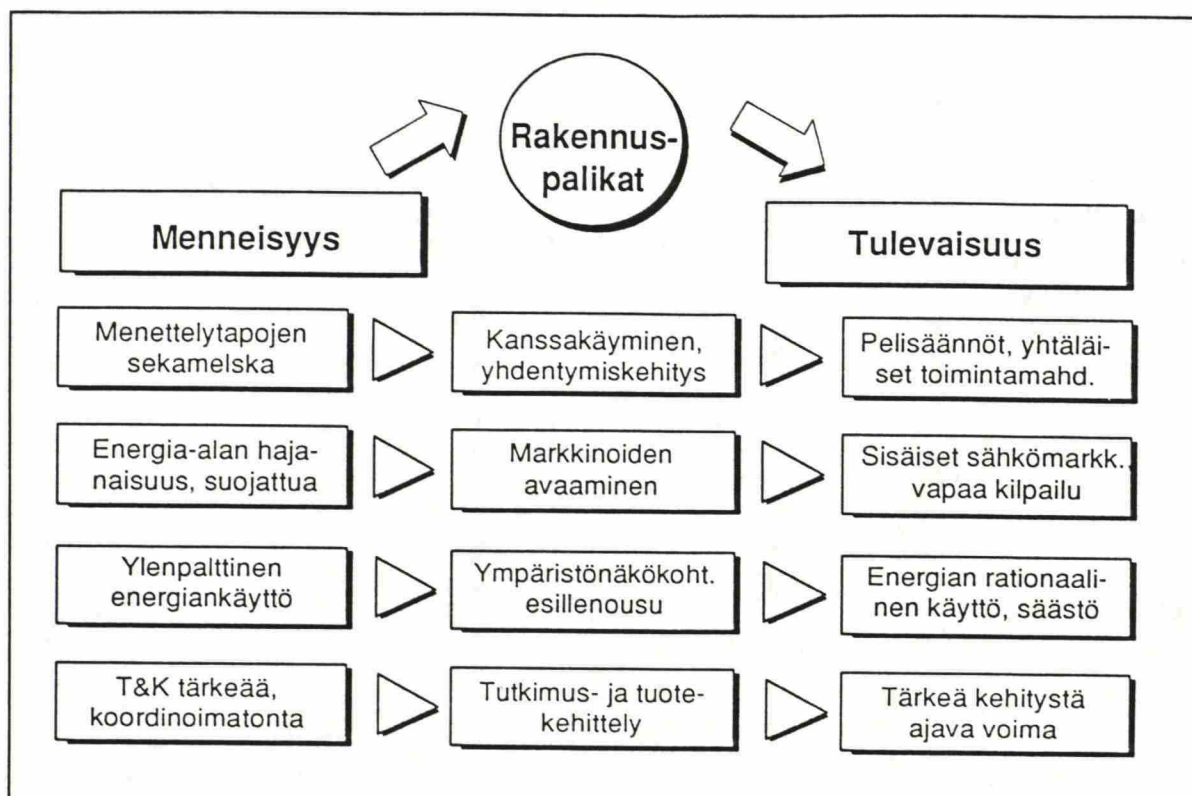 Rakennus-
palikat
Menneisyys
Tulevaisuus
Menettelytapojen
sekamelska
Kanssakäyminen,
yhdentymiskehitys
Pelisäännöt, yhtäläi-
set toimintamahd.
Energia-alan haja-
naisuus, suojattua
Markkinoiden
avaaminen
Sisäiset sähkömarkk.,
vapaa kilpailu
Ylenpalttinen
energiankäyttö
Ympäristönäkökoht.
esillenousu
Energian rationaali-
nen käyttö, säästö
T&K tärkeää,
koordinoimatonta
Tutkimus- ja tuote-
kehittely
Tärkeä kehitystä
ajava voima